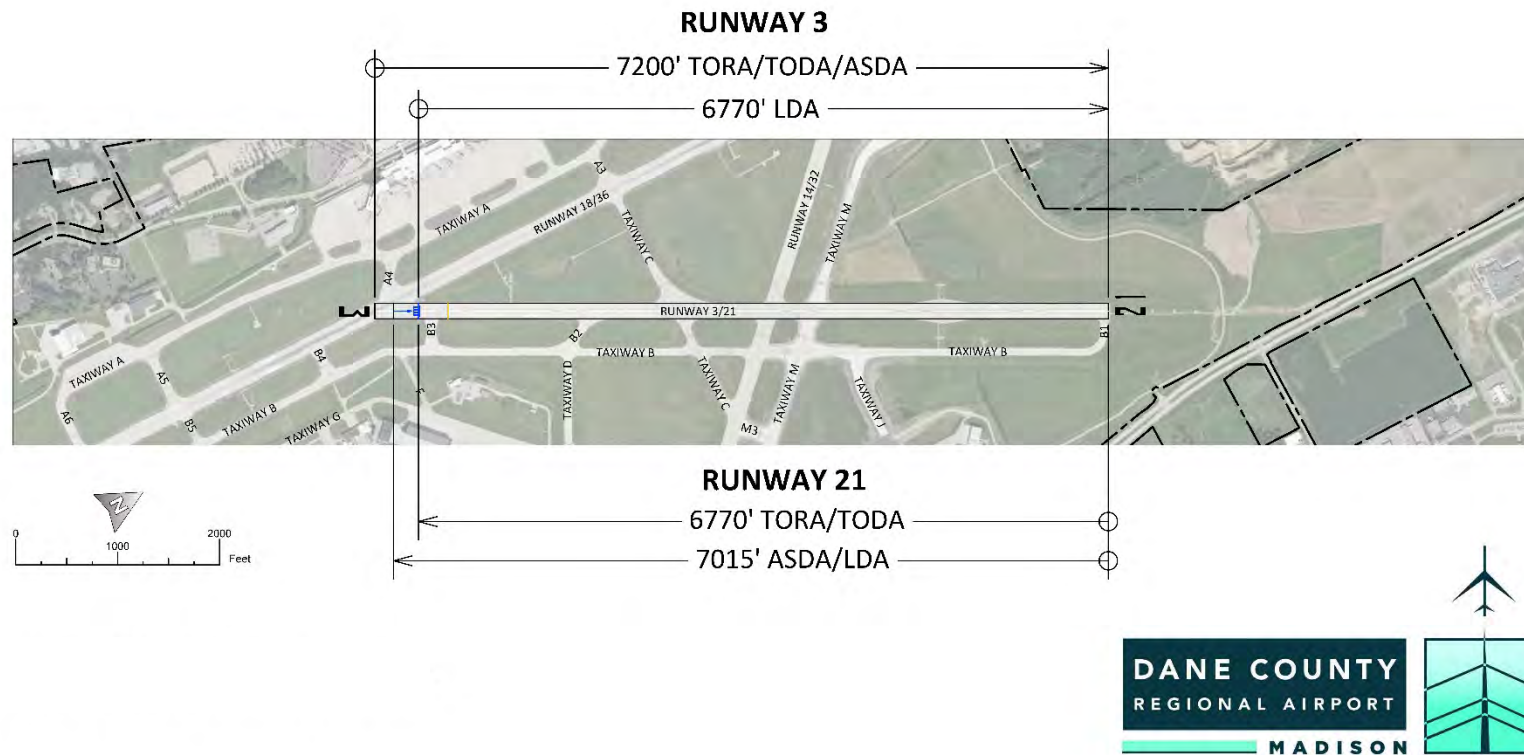 RUNWAY 3
7200' TORA/TODA/ASDA
6770' LDA
A3
TAXIWAY A
RUNWAY 18/36
TAXIWAY C
RUNWAY 14/32
TAXIWAY M
A4
3
RUNWAY 3/21
21
B3
B2
B1
TAXIWAY B
TAXIWAY B
TAXIWAY A
A5
B4
TAXIWAY D
TAXIWAY C
TAXIWAY M
TAXIWAY J
A6
B5
TAXIWAY B
TAXIWAY G
F
M3
RUNWAY 21
6770' TORA/TODA
7015' ASDA/LDA
N
0
1000
2000
Feet
DANE COUNTY
REGIONAL AIRPORT
MADISON